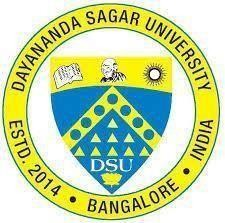 DAYANANDA SAGAR UNIVERSITY
ESTD. 2014 • BANGALORE • INDIA
DSU